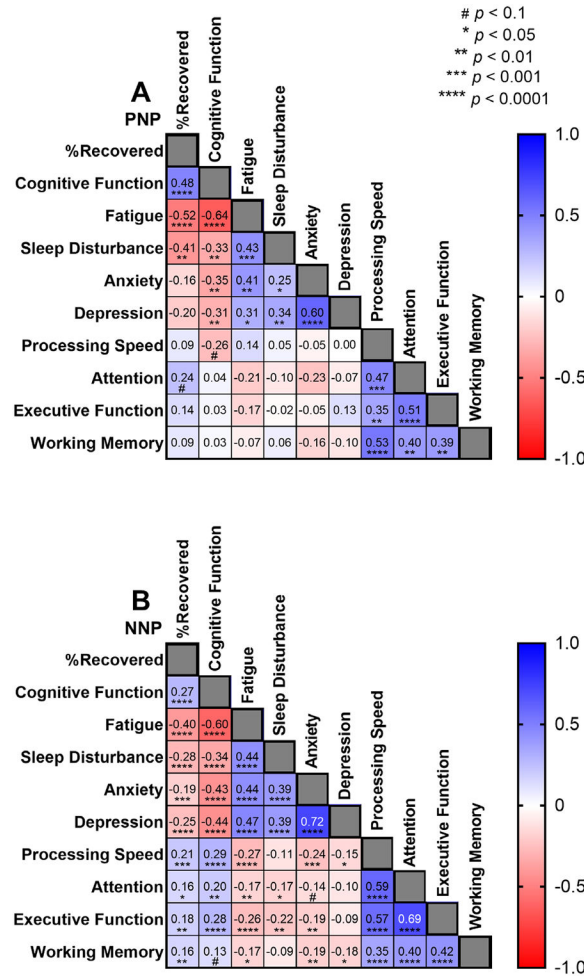 # p < 0.1
* p < 0.05
** p < 0.01
*** p < 0.001
**** p < 0.0001
A
PNP
%Recovered
Cognitive Function
Fatigue
Sleep Disturbance
Anxiety
Depression
Processing Speed
Attention
Executive Function
Working Memory
1.0
0.5
0
-0.5
-1.0
%Recovered
Cognitive Function 0.48
****
Fatigue -0.52 -0.64
**** ****
Sleep Disturbance -0.41 -0.33 0.43
** ** ***
Anxiety -0.16 -0.35 0.41 0.25
** ** *
Depression -0.20 -0.31 0.31 0.34 0.60
** * ** ****
Processing Speed 0.09 -0.26 0.14 0.05 -0.05 0.00
#
Attention 0.24 0.04 -0.21 -0.10 -0.23 -0.07 0.47
# ***
Executive Function 0.14 0.03 -0.17 -0.02 -0.05 0.13 0.35 0.51
** ****
Working Memory 0.09 0.03 -0.07 0.06 -0.16 -0.10 0.53 0.40 0.39
**** ** **
B
NNP
%Recovered
Cognitive Function
Fatigue
Sleep Disturbance
Anxiety
Depression
Processing Speed
Attention
Executive Function
Working Memory
1.0
0.5
0
-0.5
-1.0
%Recovered
Cognitive Function 0.27
****
Fatigue -0.40 -0.60
**** ****
Sleep Disturbance -0.28 -0.34 0.44
**** **** ****
Anxiety -0.19 -0.43 0.44 0.39
*** **** **** ****
Depression -0.25 -0.44 0.47 0.39 0.72
**** **** **** **** ****
Processing Speed 0.21 0.29 -0.27 -0.11 -0.24 -0.15
*** **** **** *** *
Attention 0.16 0.20 -0.17 -0.17 -0.14 -0.10 0.59
* ** ** * # ****
Executive Function 0.18 0.28 -0.26 -0.22 -0.19 -0.09 0.57 0.69
** **** **** ** ** **** ****
Working Memory 0.16 0.13 -0.17 -0.09 -0.19 -0.18 0.35 0.40 0.42
** # * ** * **** **** ****